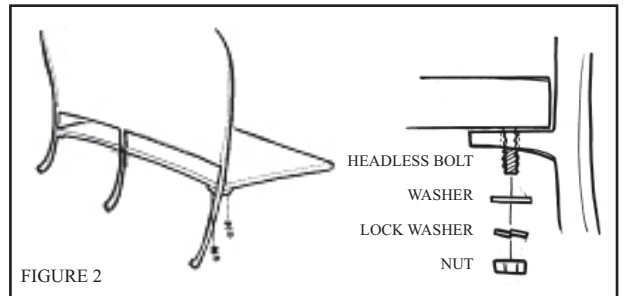 HEADLESS BOLT
WASHER
LOCK WASHER
NUT
FIGURE 2